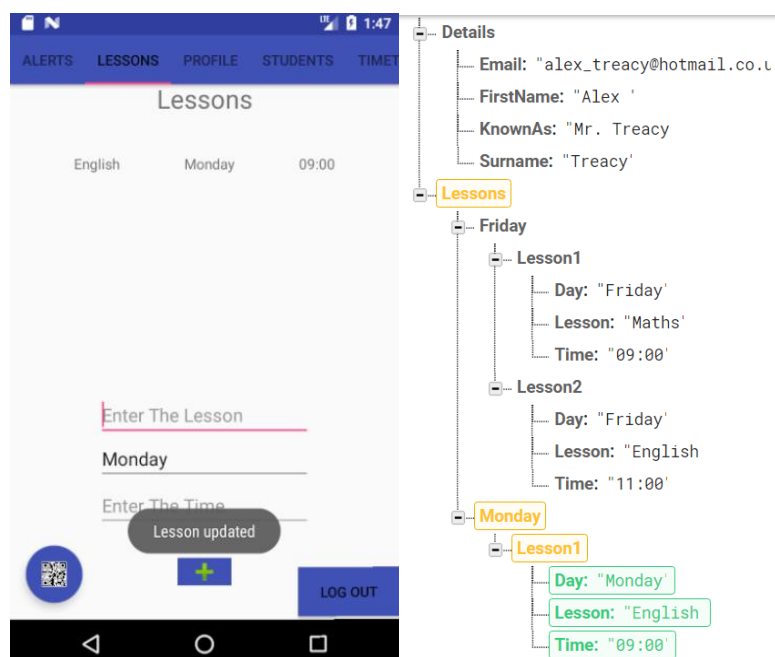 LTE 1:47
ALERTS LESSONS PROFILE STUDENTS TIMET
Lessons
English Monday 09:00
Enter The Lesson
Monday
Enter The Time
Lesson updated
+
LOG OUT
Details
Email: "alex_treacy@hotmail.co.u
FirstName: "Alex '
KnownAs: "Mr. Treacy
Surname: "Treacy'
Lessons
Friday
Lesson1
Day: "Friday'
Lesson: "Maths'
Time: "09:00'
Lesson2
Day: "Friday'
Lesson: "English
Time: "11:00'
Monday
Lesson1
Day: "Monday'
Lesson: "English
Time: "09:00'